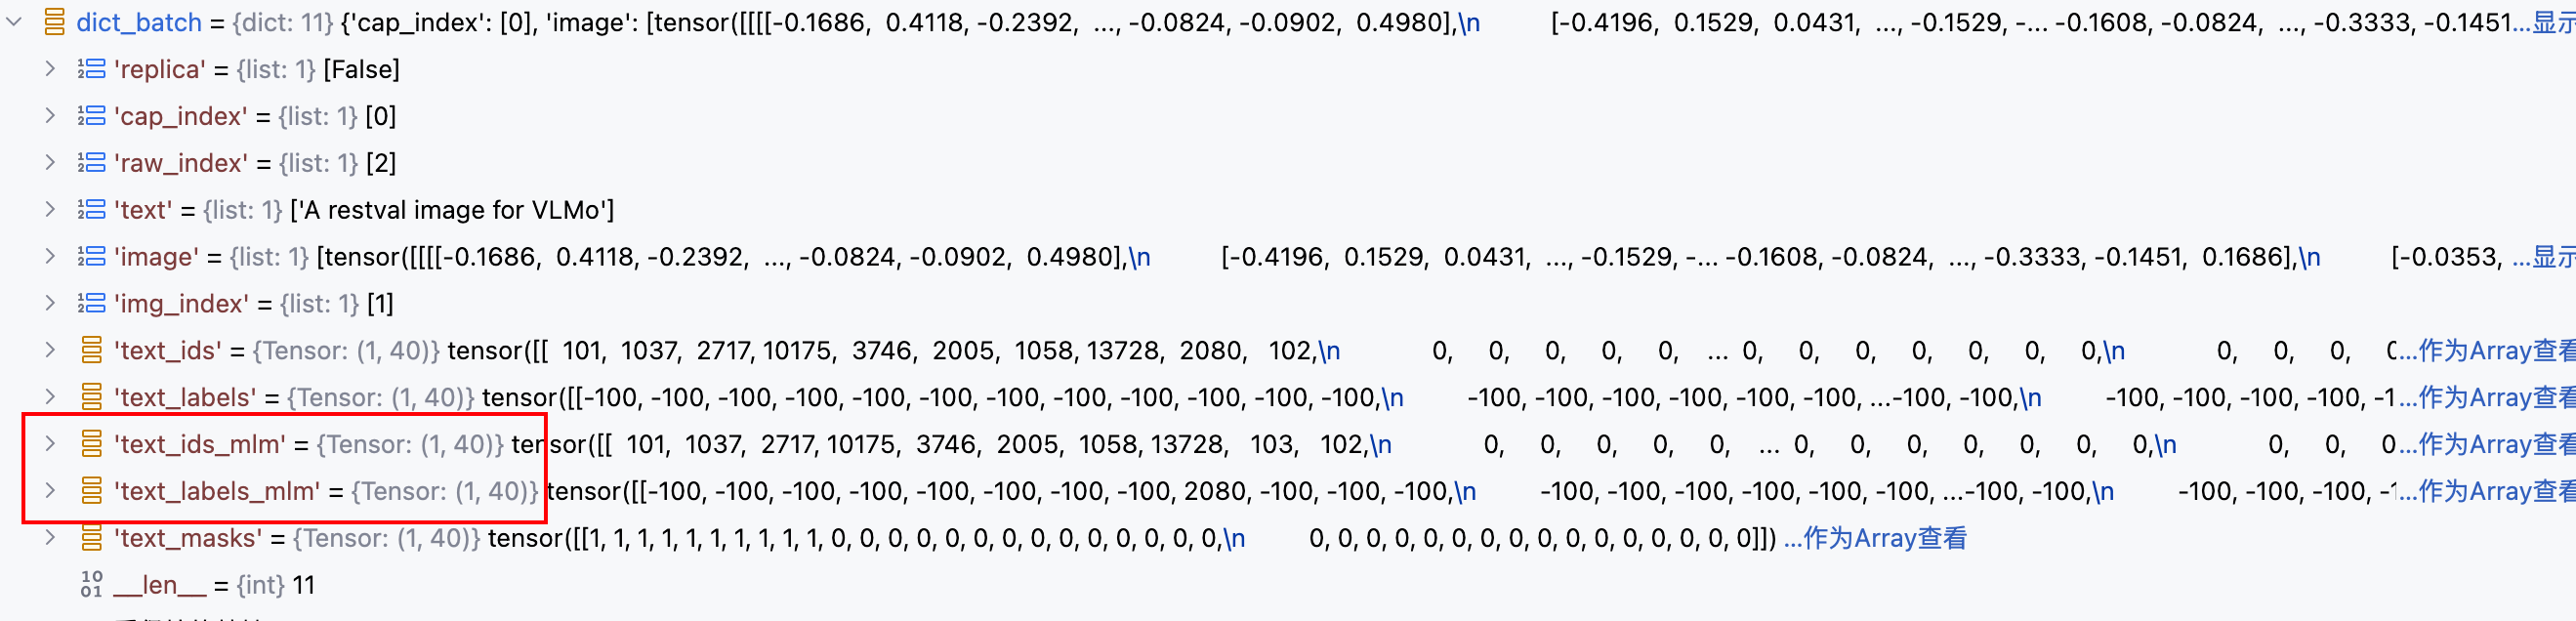 dict_batch = {dict: 11} {'cap_index': [0], 'image': [tensor([[[[-0.1686, 0.4118, -0.2392, ..., -0.0824, -0.0902, 0.4980],\n [-0.4196, 0.1529, 0.0431, ..., -0.1529, -... -0.1608, -0.0824, ..., -0.3333, -0.1451...显示
'replica' = {list: 1} [False]
'cap_index' = {list: 1} [0]
'raw_index' = {list: 1} [2]
'text' = {list: 1} ['A restval image for VLMo']
'image' = {list: 1} [tensor([[[[-0.1686, 0.4118, -0.2392, ..., -0.0824, -0.0902, 0.4980],\n [-0.4196, 0.1529, 0.0431, ..., -0.1529, -... -0.1608, -0.0824, ..., -0.3333, -0.1451, 0.1686],\n [-0.0353, ...显示
'img_index' = {list: 1} [1]
'text_ids' = {Tensor: (1, 40)} tensor([[ 101, 1037, 2717, 10175, 3746, 2005, 1058, 13728, 2080, 102,\n 0, 0, 0, 0, 0, ... 0, 0, 0, 0, 0, 0, 0,\n 0, 0, 0, ...作为Array查看
'text_labels' = {Tensor: (1, 40)} tensor([[-100, -100, -100, -100, -100, -100, -100, -100, -100, -100, -100, -100,\n -100, -100, -100, -100, -100, -100, ...-100, -100,\n -100, -100, -100, -100, -1...作为Array查看
'text_ids_mlm' = {Tensor: (1, 40)} tensor([[ 101, 1037, 2717, 10175, 3746, 2005, 1058, 13728, 103, 102,\n 0, 0, 0, 0, 0, ... 0, 0, 0, 0, 0, 0, 0,\n 0, 0, 0...作为Array查看
'text_labels_mlm' = {Tensor: (1, 40)} tensor([[-100, -100, -100, -100, -100, -100, -100, -100, 2080, -100, -100, -100,\n -100, -100, -100, -100, -100, -100, ...-100, -100,\n -100, -100, -100, -1...作为Array查看
'text_masks' = {Tensor: (1, 40)} tensor([[1, 1, 1, 1, 1, 1, 1, 1, 1, 1, 0, 0, 0, 0, 0, 0, 0, 0, 0, 0, 0, 0, 0, 0,\n 0, 0, 0, 0, 0, 0, 0, 0, 0, 0, 0, 0, 0, 0, 0, 0]]) ...作为Array查看
__len__ = {int} 11